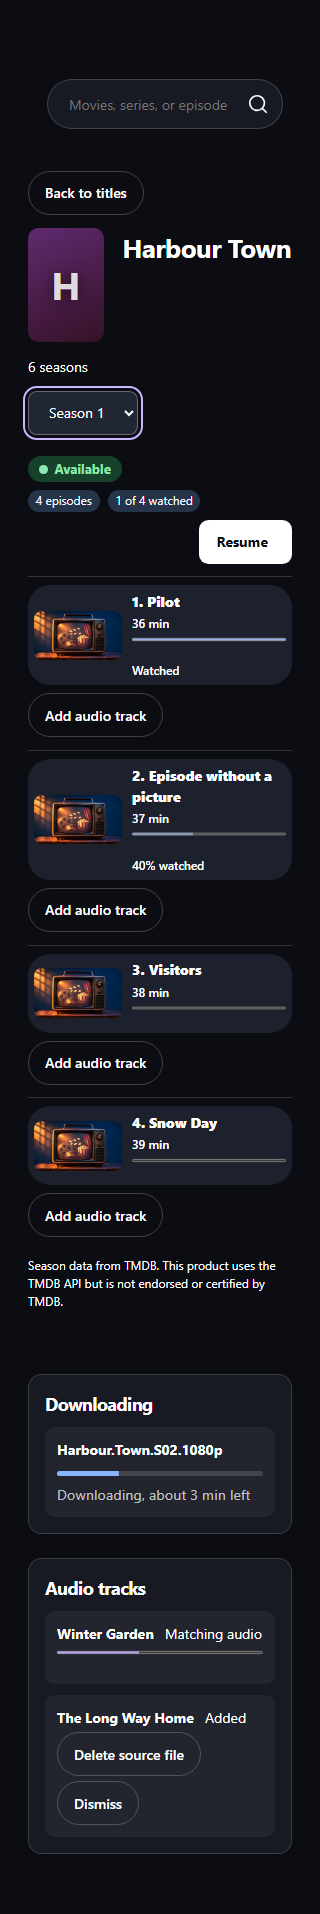 Movies, series, or episode
Back to titles
H
Harbour Town
6 seasons
Season 1
Available
4 episodes
1 of 4 watched
Resume
1. Pilot
36 min
Watched
Add audio track
2. Episode without a
picture
37 min
40% watched
Add audio track
3. Visitors
38 min
Add audio track
4. Snow Day
39 min
Add audio track
Season data from TMDB. This product uses the
TMDB API but is not endorsed or certified by
TMDB.
Downloading
Harbour.Town.S02.1080p
Downloading, about 3 min left
Audio tracks
Winter Garden Matching audio
The Long Way Home Added
Delete source file
Dismiss